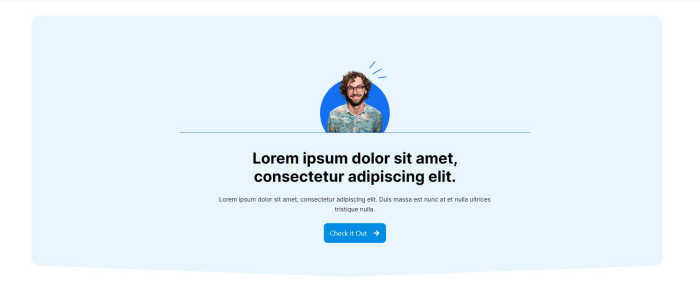 Lorem ipsum dolor sit amet,
consectetur adipiscing elit.
Lorem ipsum dolor sit amet, consectetur adipiscing elit. Duis massa est nunc at et nulla ultrices
tristique nulla.
Check it Out